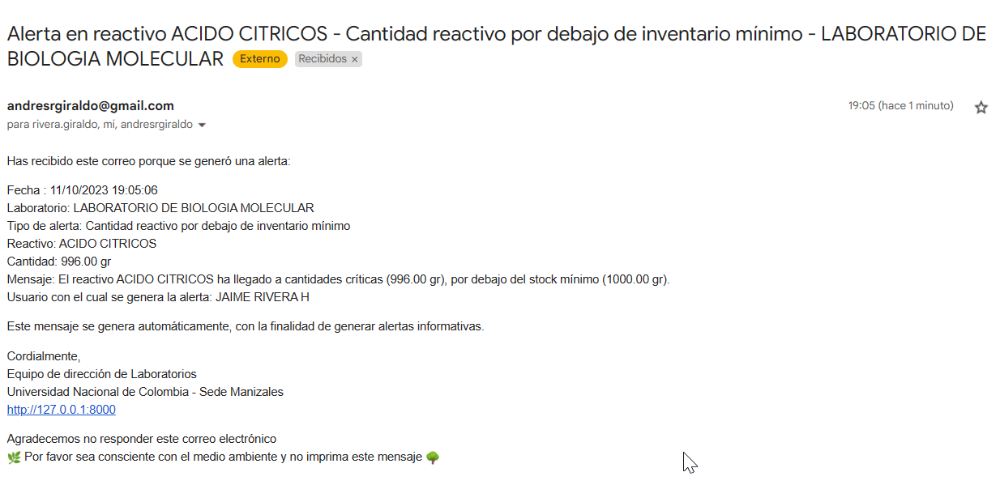 Alerta en reactivo ACIDO CITRICOS - Cantidad reactivo por debajo de inventario mínimo - LABORATORIO DE
BIOLOGIA MOLECULAR Externo Recibidos ×
andresrgiraldo@gmail.com 19:05 (hace 1 minuto)
para rivera.giraldo, mí, andresrgiraldo
Has recibido este correo porque se generó una alerta:
Fecha : 11/10/2023 19:05:06
Laboratorio: LABORATORIO DE BIOLOGIA MOLECULAR
Tipo de alerta: Cantidad reactivo por debajo de inventario mínimo
Reactivo: ACIDO CITRICOS
Cantidad: 996.00 gr
Mensaje: El reactivo ACIDO CITRICOS ha llegado a cantidades críticas (996.00 gr), por debajo del stock mínimo (1000.00 gr).
Usuario con el cual se genera la alerta: JAIME RIVERA H
Este mensaje se genera automáticamente, con la finalidad de generar alertas informativas.
Cordialmente,
Equipo de dirección de Laboratorios
Universidad Nacional de Colombia - Sede Manizales
http://127.0.0.1:8000
Agradecemos no responder este correo electrónico
🌿 Por favor sea consciente con el medio ambiente y no imprima este mensaje 🌳